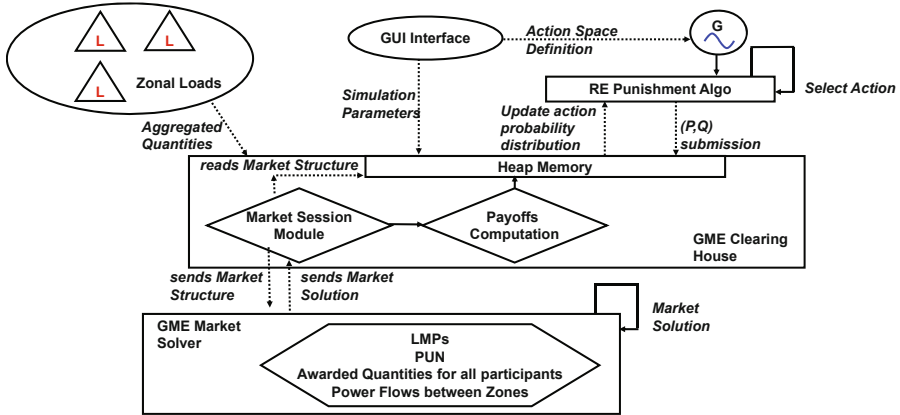 L
L
L
Zonal Loads
GUI Interface
Action Space
Definition
G
RE Punishment Algo
Select Action
Aggregated
Quantities
Simulation
Parameters
Update action
probability
distribution
(P,Q)
submission
reads Market Structure
Heap Memory
Market Session
Module
Payoffs
Computation
GME Clearing
House
sends Market
Structure
sends Market
Solution
GME Market
Solver
Market
Solution
LMPs
PUN
Awarded Quantities for all participants
Power Flows between Zones